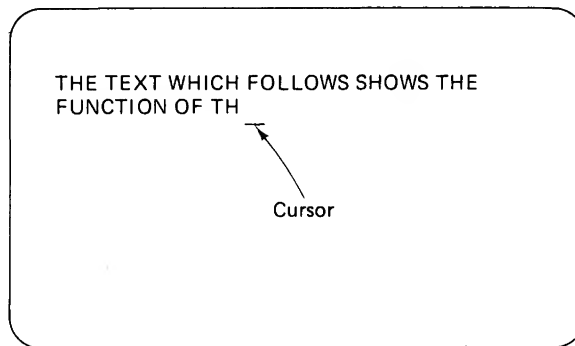 THE TEXT WHICH FOLLOWS SHOWS THE
FUNCTION OF TH _
Cursor